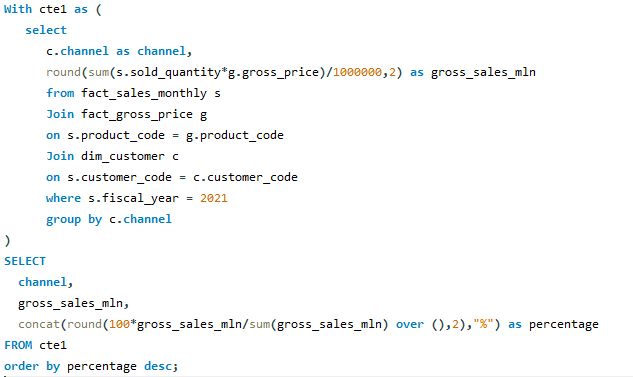 With cte1 as (
select
c.channel as channel,
round(sum(s.sold_quantity*g.gross_price)/1000000,2) as gross_sales_mln
from fact_sales_monthly s
Join fact_gross_price g
on s.product_code = g.product_code
Join dim_customer c
on s.customer_code = c.customer_code
where s.fiscal_year = 2021
group by c.channel
)
SELECT
channel,
gross_sales_mln,
concat(round(100*gross_sales_mln/sum(gross_sales_mln) over (),2),"%") as percentage
FROM cte1
order by percentage desc;